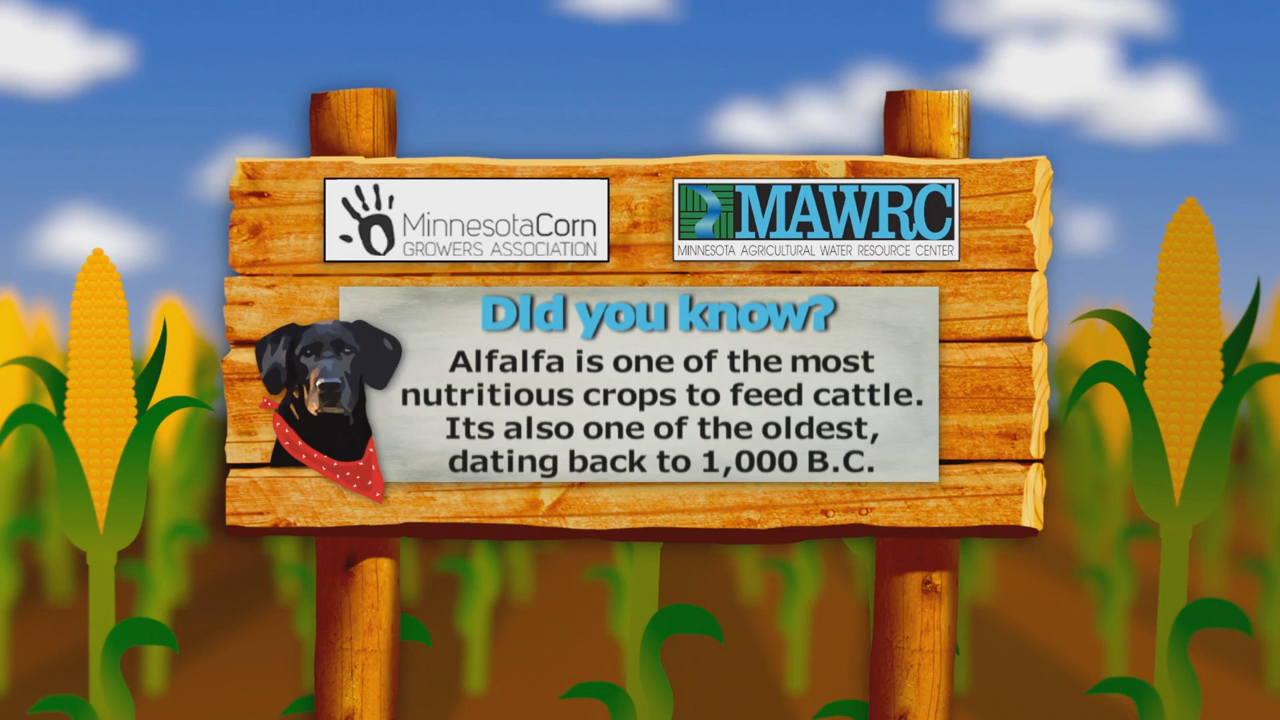 MinnesotaCorn
GROWERS ASSOCIATION
MAWRC
MINNESOTA AGRICULTURAL WATER RESOURCE CENTER
DId you know?
Alfalfa is one of the most
nutritious crops to feed cattle.
Its also one of the oldest,
dating back to 1,000 B.C.